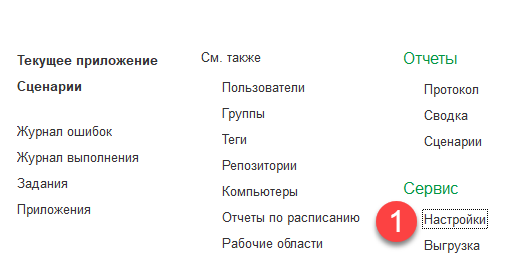 Текущее приложение
Сценарии
Журнал ошибок
Журнал выполнения
Задания
Приложения
См. также
Пользователи
Группы
Теги
Репозитории
Компьютеры
Отчеты по расписанию
Рабочие области
Отчеты
Протокол
Сводка
Сценарии
Сервис
1 Настройки
Выгрузка